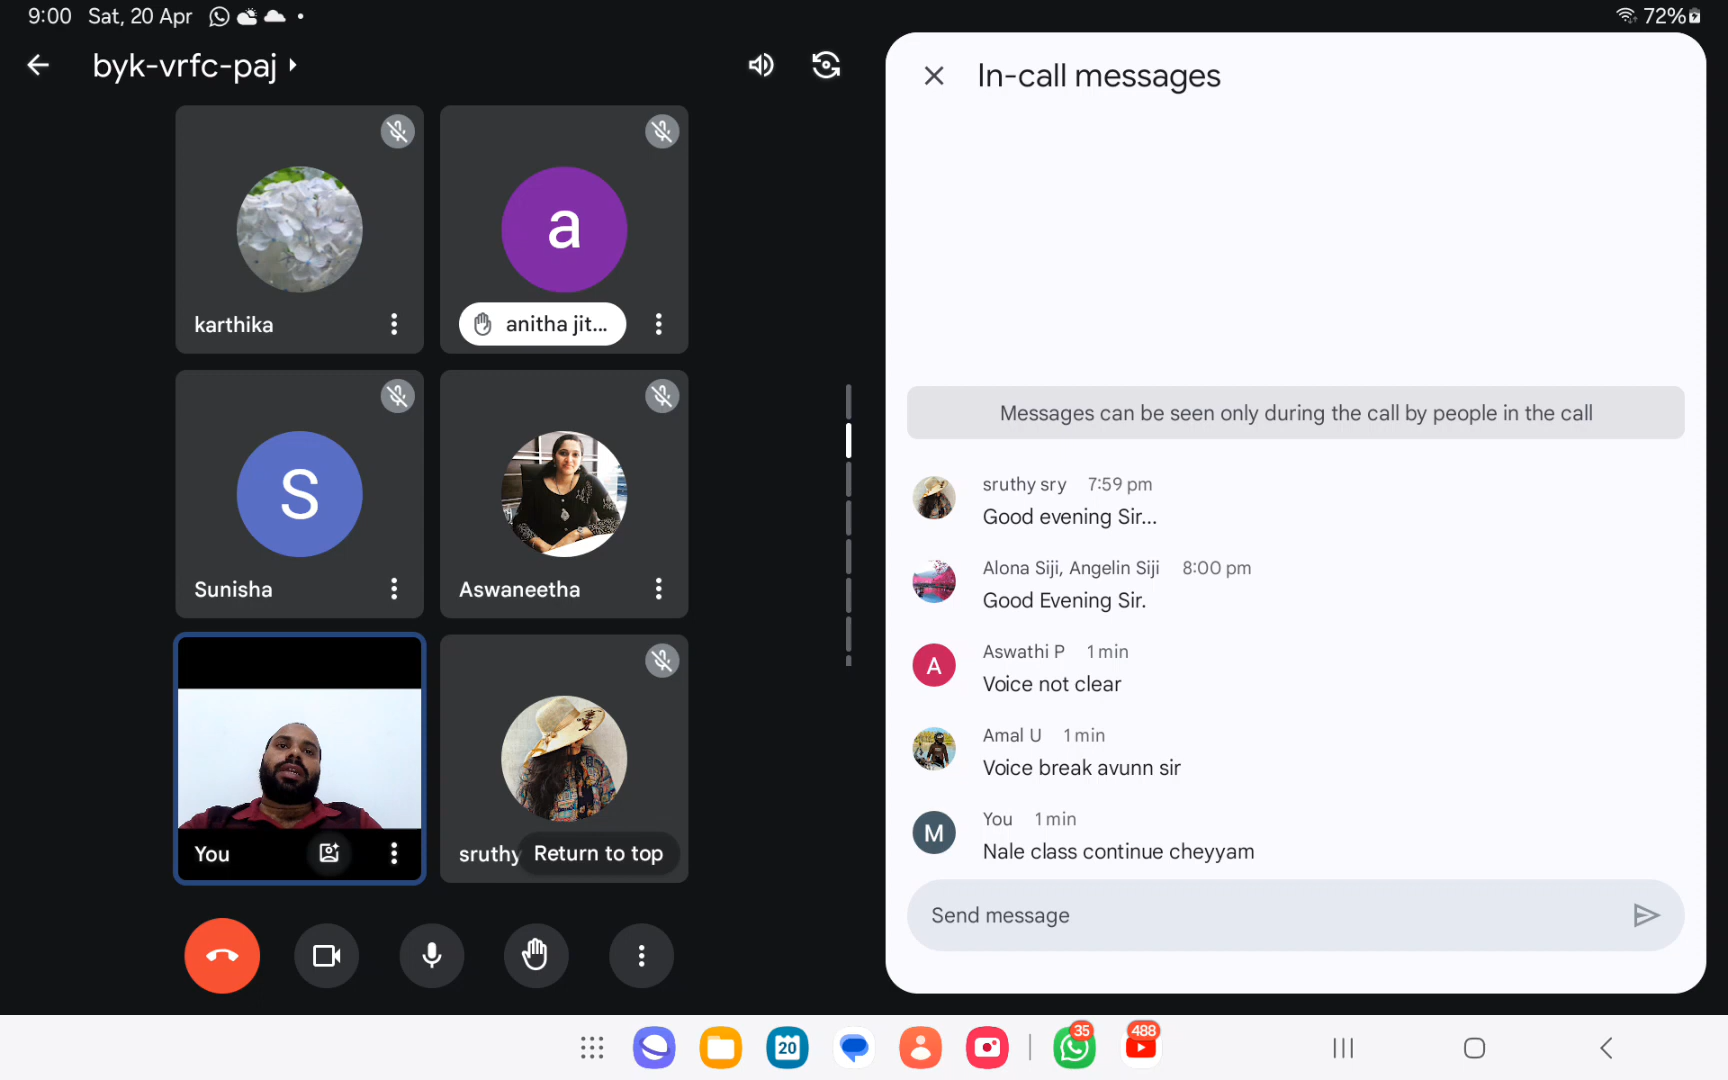 9:00 Sat, 20 Apr
72%
byk-vrfc-paj
karthika
a
anitha jit...
S
Sunisha
Aswaneetha
You
sruthy
Return to top
In-call messages
Messages can be seen only during the call by people in the call
sruthy sry 7:59 pm
Good evening Sir...
Alona Siji, Angelin Siji 8:00 pm
Good Evening Sir.
A
Aswathi P 1 min
Voice not clear
Amal U 1 min
Voice break avunn sir
M
You 1 min
Nale class continue cheyyam
Send message
20
35
488